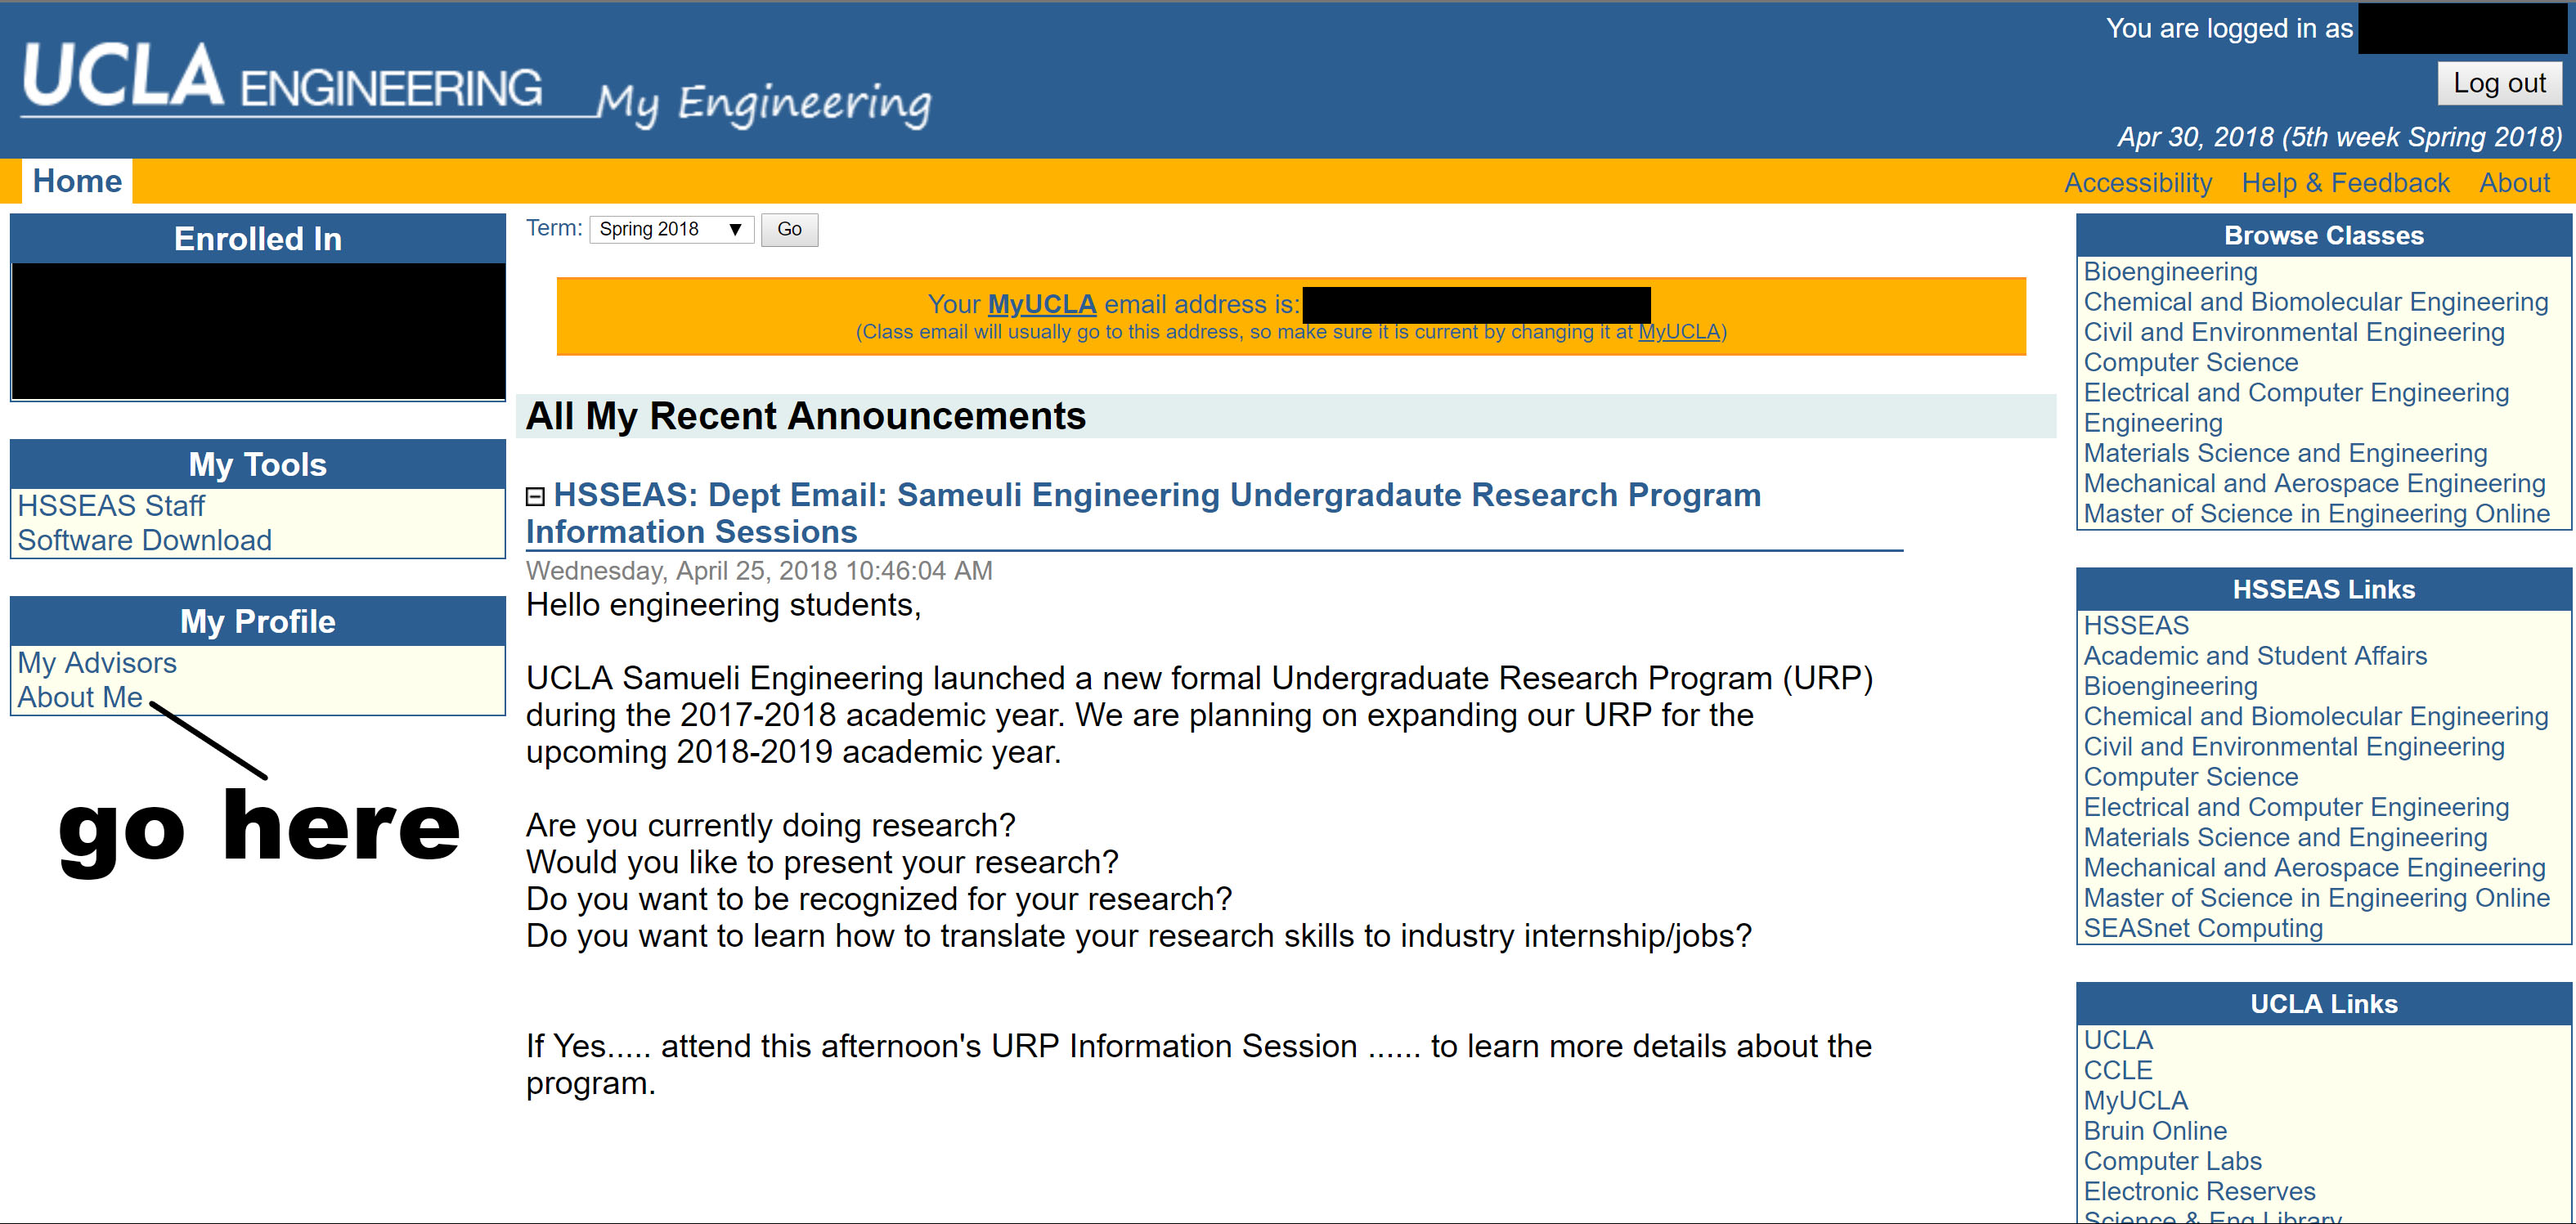 UCLA ENGINEERING My Engineering
You are logged in as
Log out
Apr 30, 2018 (5th week Spring 2018)
Home
Accessibility Help & Feedback About
Enrolled In
My Tools
HSSEAS Staff
Software Download
My Profile
My Advisors
About Me
go here
Term: Spring 2018 ▼ Go
Your MyUCLA email address is:
(Class email will usually go to this address, so make sure it is current by changing it at MyUCLA)
All My Recent Announcements
HSSEAS: Dept Email: Sameuli Engineering Undergradaute Research Program
Information Sessions
Wednesday, April 25, 2018 10:46:04 AM
Hello engineering students,
UCLA Samueli Engineering launched a new formal Undergraduate Research Program (URP)
during the 2017-2018 academic year. We are planning on expanding our URP for the
upcoming 2018-2019 academic year.
Are you currently doing research?
Would you like to present your research?
Do you want to be recognized for your research?
Do you want to learn how to translate your research skills to industry internship/jobs?
If Yes..... attend this afternoon's URP Information Session ...... to learn more details about the
program.
Browse Classes
Bioengineering
Chemical and Biomolecular Engineering
Civil and Environmental Engineering
Computer Science
Electrical and Computer Engineering
Engineering
Materials Science and Engineering
Mechanical and Aerospace Engineering
Master of Science in Engineering Online
HSSEAS Links
HSSEAS
Academic and Student Affairs
Bioengineering
Chemical and Biomolecular Engineering
Civil and Environmental Engineering
Computer Science
Electrical and Computer Engineering
Materials Science and Engineering
Mechanical and Aerospace Engineering
Master of Science in Engineering Online
SEASnet Computing
UCLA Links
UCLA
CCLE
MyUCLA
Bruin Online
Computer Labs
Electronic Reserves
Science & Eng Library